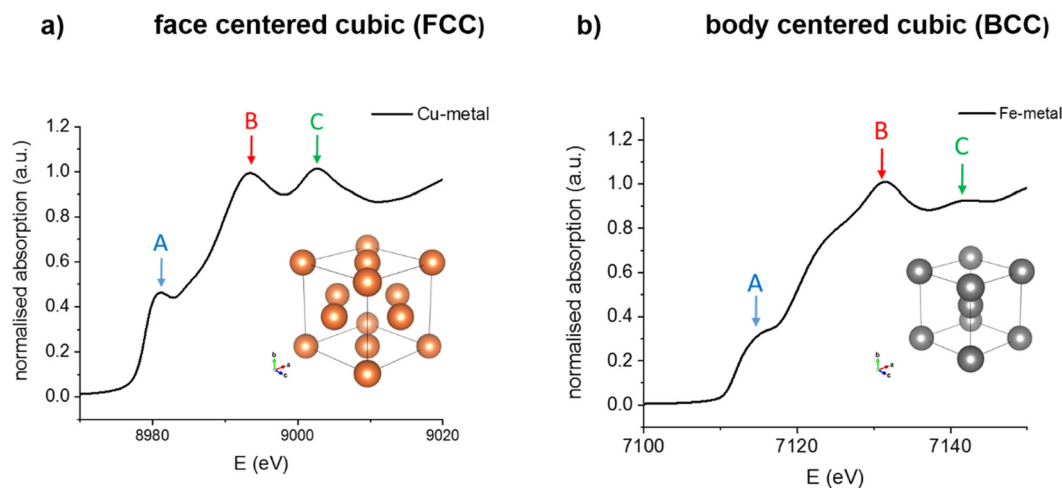 a) face centered cubic (FCC)
normalised absorption (a.u.)
1.2
1.0
0.8
0.6
0.4
0.2
0.0
A
B
C
Cu-metal
b
a
c
8980
9000
9020
E (eV)
b) body centered cubic (BCC)
normalised absorption (a.u.)
1.2
1.0
0.8
0.6
0.4
0.2
0.0
A
B
C
Fe-metal
b
a
c
7100
7120
7140
E (eV)